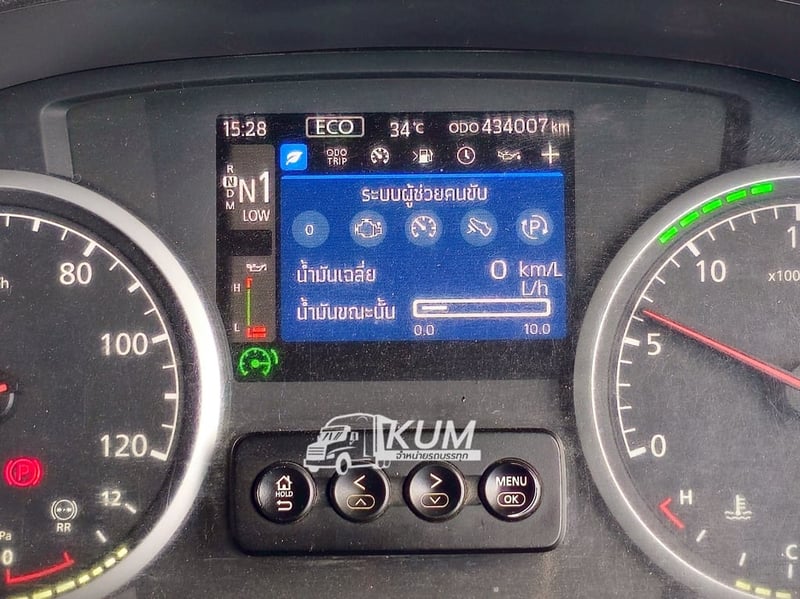 15:28 ECO 34°C ODO 434007 km
ODO
TRIP
R
N
D
M
N1
LOW
ระบบผู้ช่วยคนขับ
0
P
น้ำมันเฉลี่ย 0 km/L
L/h
น้ำมันขณะนั้น
0.0 10.0
H
L
80
100
120
P
RR
12
Pa
0
10
x100
5
0
H
C
KUM
จำหน่ายรถบรรทุก
HOLD
<
>
MENU
OK